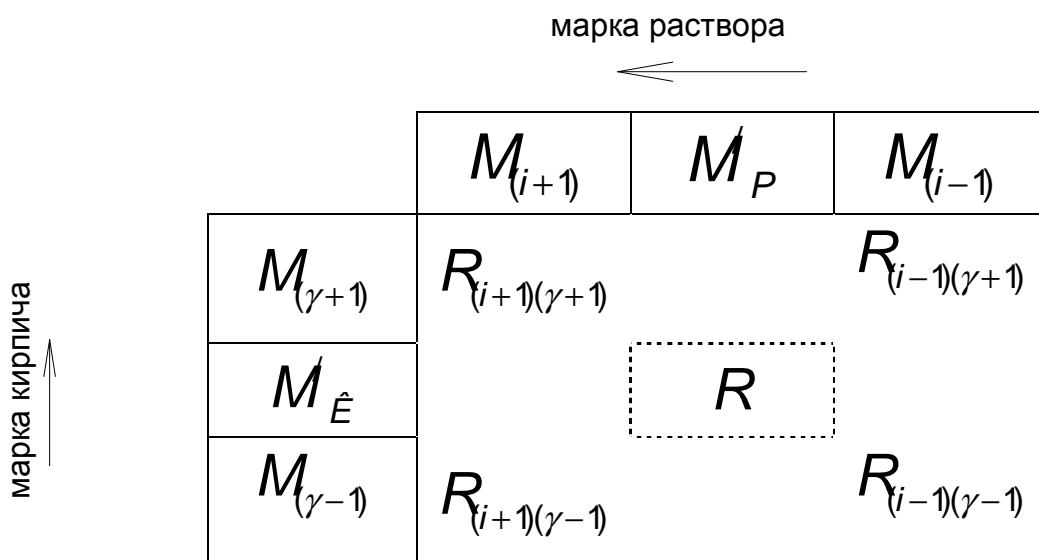 марка раствора
M(i+1) M′P M(i−1)
марка кирпича
M(γ+1) R(i+1)(γ+1) R(i−1)(γ+1)
M′Ê R
M(γ−1) R(i+1)(γ−1) R(i−1)(γ−1)